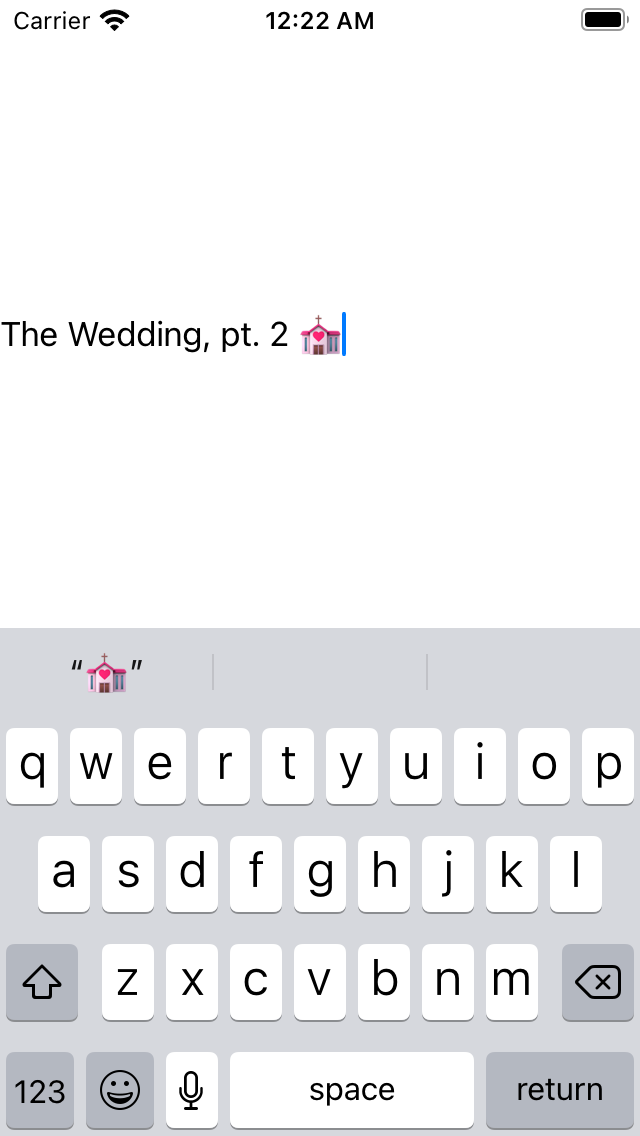 Carrier 12:22 AM
The Wedding, pt. 2 💒
“💒”
q w e r t y u i o p
a s d f g h j k l
z x c v b n m
123 space return